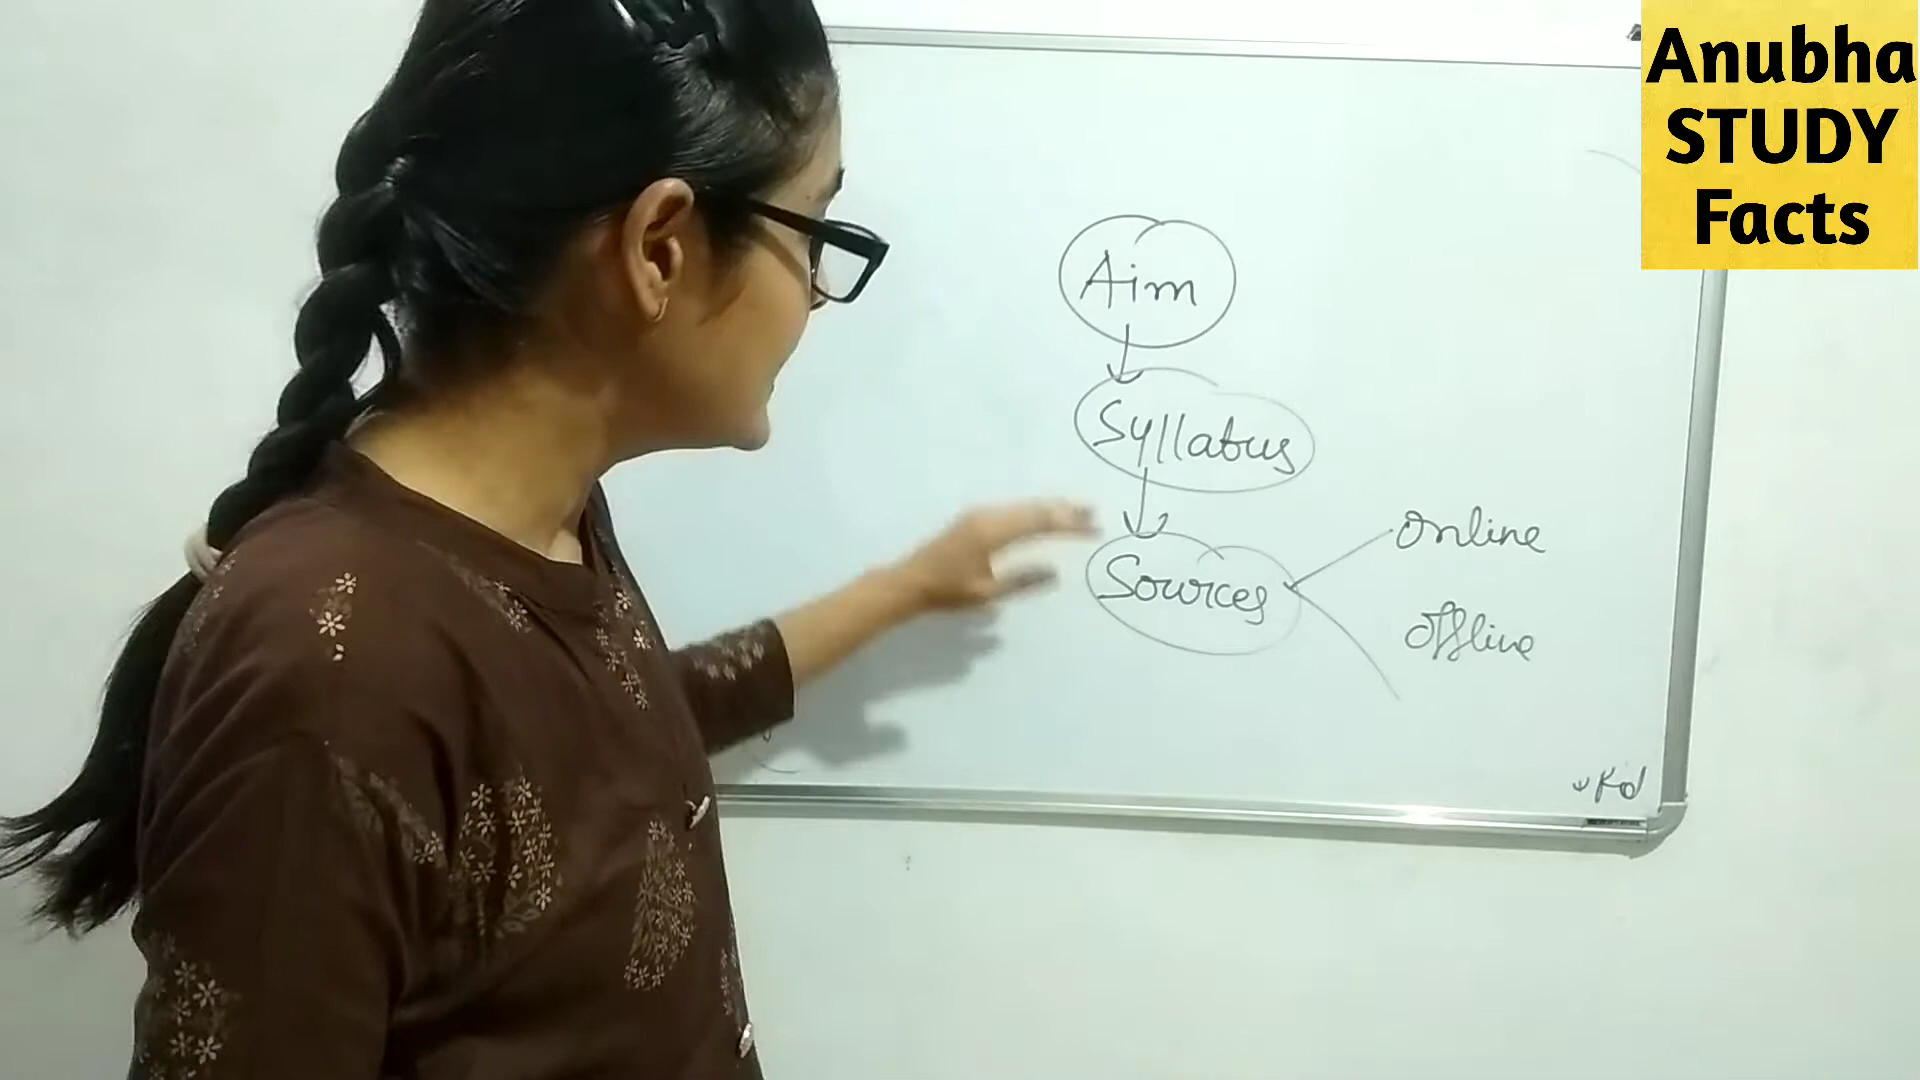 Anubha
STUDY
Facts
Aim
Syllabus
Sources
Online
Offline